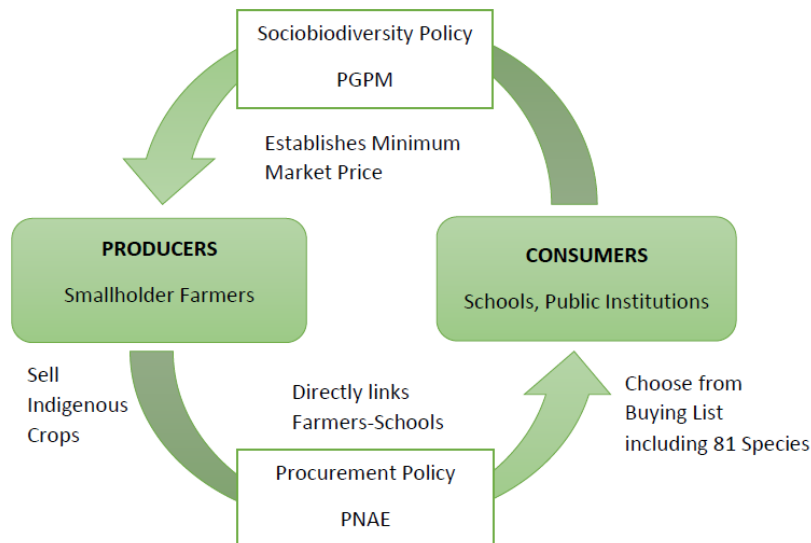 Sociobiodiversity Policy
PGPM
Establishes Minimum
Market Price
PRODUCERS
Smallholder Farmers
CONSUMERS
Schools, Public Institutions
Sell
Indigenous
Crops
Directly links
Farmers-Schools
Choose from
Buying List
including 81 Species
Procurement Policy
PNAE